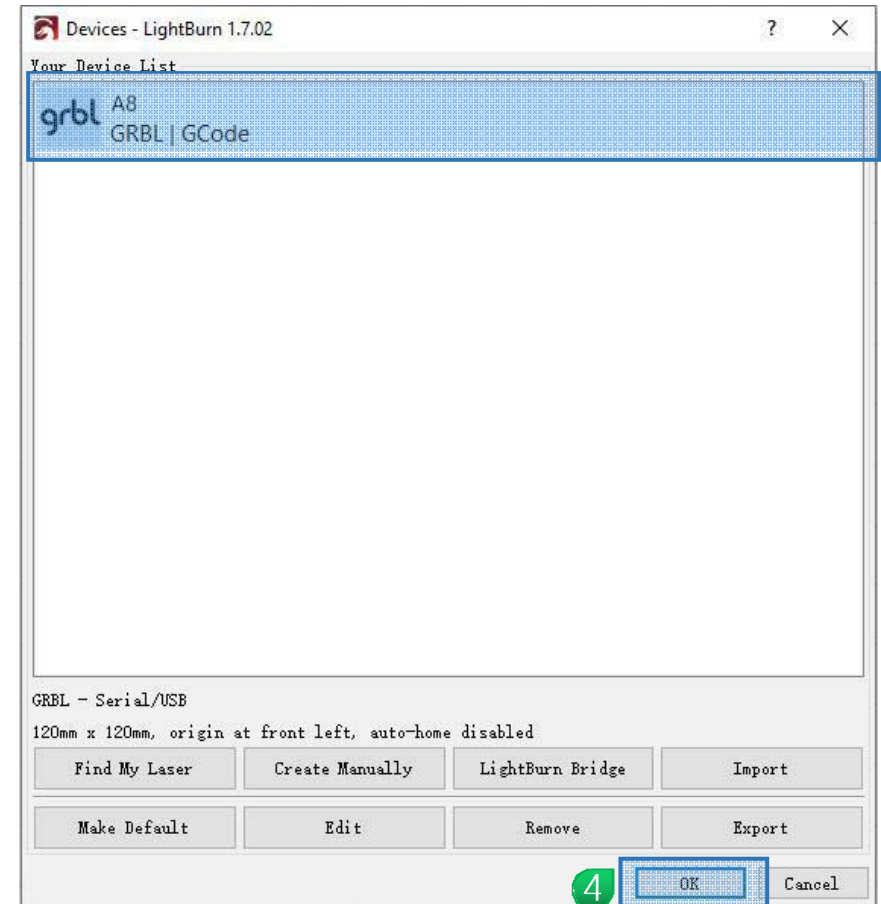 Devices - LightBurn 1.7.02 ? ×
Your Device List
grbl
A8
GRBL | GCode
GRBL - Serial/USB
120mm x 120mm, origin at front left, auto-home disabled
Find My Laser Create Manually LightBurn Bridge Import
Make Default Edit Remove Export
4 OK Cancel